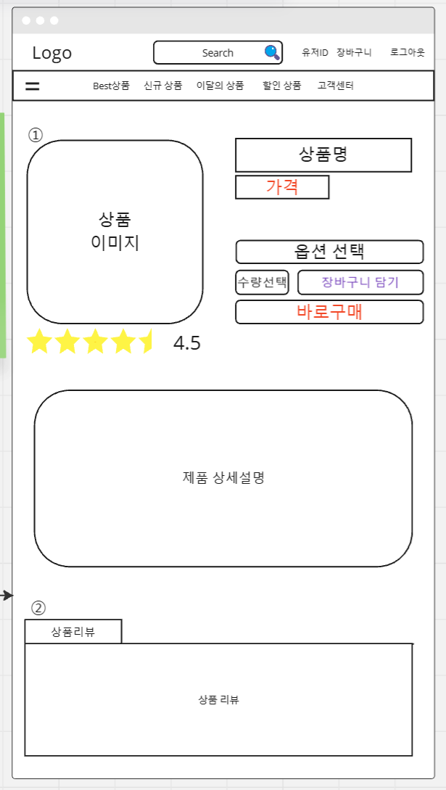 Logo
Search
유저ID 장바구니 로그아웃
Best상품 신규 상품 이달의 상품 할인 상품 고객센터
①
상품
이미지
상품명
가격
옵션 선택
수량선택 장바구니 담기
바로구매
4.5
제품 상세설명
②
상품리뷰
상품 리뷰